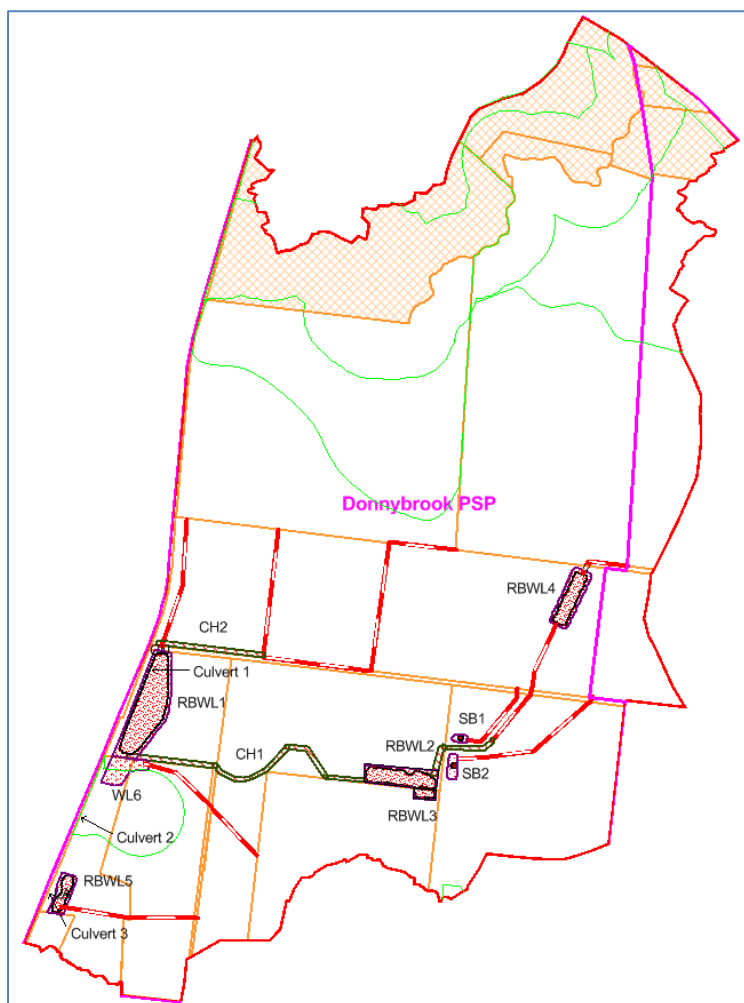 Donnybrook PSP
RBWL4
CH2
Culvert 1
RBWL1
SB1
RBWL2
CH1
SB2
WL6
RBWL3
Culvert 2
RBWL5
Culvert 3